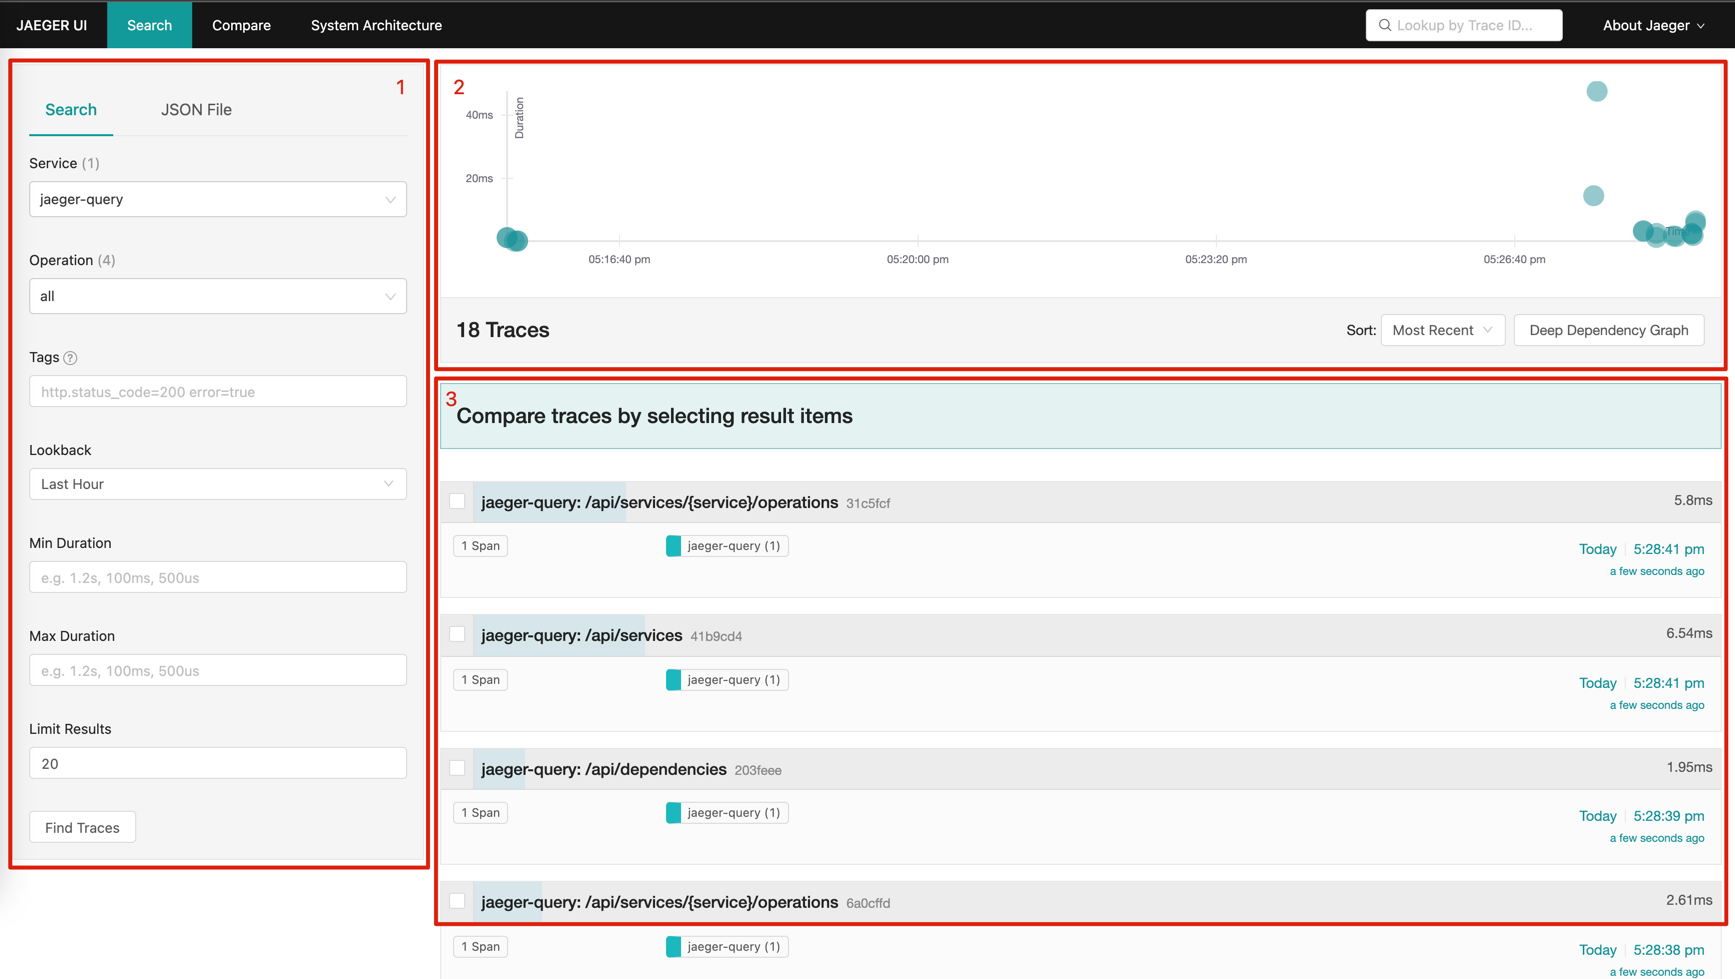 JAEGER UI
Search
Compare
System Architecture
Lookup by Trace ID...
About Jaeger
1
Search
JSON File
Service (1)
jaeger-query
Operation (4)
all
Tags ?
http.status_code=200 error=true
Lookback
Last Hour
Min Duration
e.g. 1.2s, 100ms, 500us
Max Duration
e.g. 1.2s, 100ms, 500us
Limit Results
20
Find Traces
2
Duration
40ms
20ms
05:16:40 pm
05:20:00 pm
05:23:20 pm
05:26:40 pm
18 Traces
Sort:
Most Recent
Deep Dependency Graph
3
Compare traces by selecting result items
jaeger-query: /api/services/{service}/operations 31c5fcf
5.8ms
1 Span
jaeger-query (1)
Today
5:28:41 pm
a few seconds ago
jaeger-query: /api/services 41b9cd4
6.54ms
1 Span
jaeger-query (1)
Today
5:28:41 pm
a few seconds ago
jaeger-query: /api/dependencies 203feee
1.95ms
1 Span
jaeger-query (1)
Today
5:28:39 pm
a few seconds ago
jaeger-query: /api/services/{service}/operations 6a0cffd
2.61ms
1 Span
jaeger-query (1)
Today
5:28:38 pm
a few seconds ago